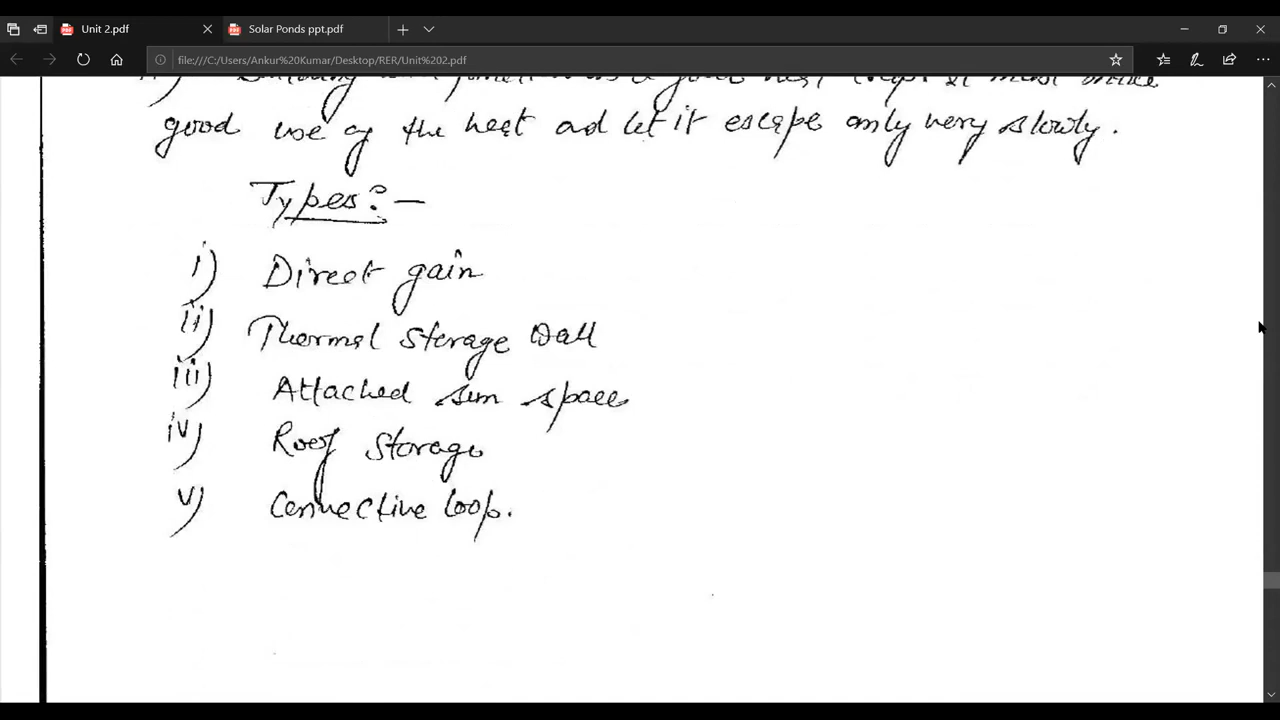 Unit 2.pdf
Solar Ponds ppt.pdf
file:///C:/Users/Ankur%20Kumar/Desktop/RER/Unit%202.pdf
good use of the heat and let it escape only very slowly.
Types:-
i) Direct gain
ii) Thermal storage wall
iii) Attached sun space
iv) Roof storage
v) Connective loop.